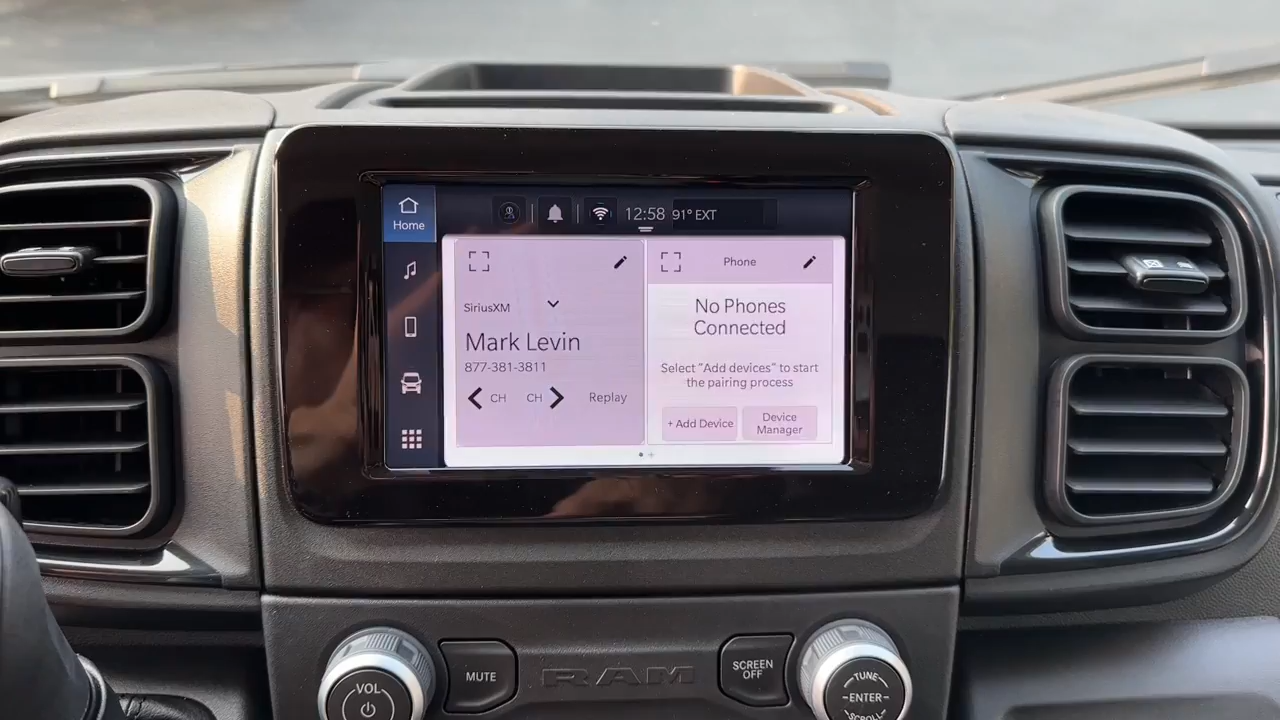 Home
12:58 91° EXT
SiriusXM
Mark Levin
877-381-3811
CH CH Replay
Phone
No Phones
Connected
Select "Add devices" to start
the pairing process
+ Add Device
Device
Manager
VOL
MUTE
RAM
SCREEN
OFF
TUNE
ENTER
SCROLL